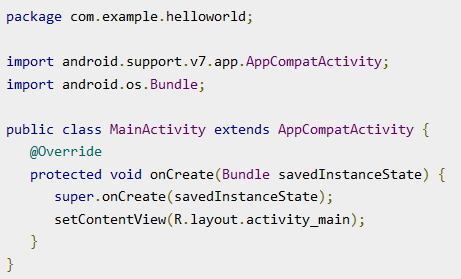 package com.example.helloworld;
import android.support.v7.app.AppCompatActivity;
import android.os.Bundle;
public class MainActivity extends AppCompatActivity {
   @Override
   protected void onCreate(Bundle savedInstanceState) {
      super.onCreate(savedInstanceState);
      setContentView(R.layout.activity_main);
   }
}